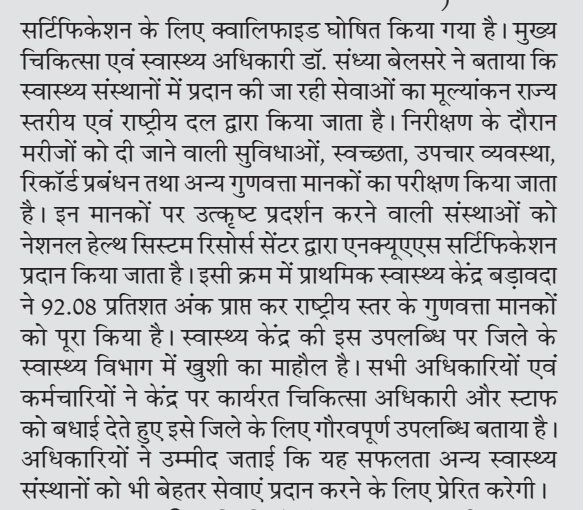 सर्टिफिकेशन के लिए क्वालिफाइड घोषित किया गया है। मुख्य
चिकित्सा एवं स्वास्थ्य अधिकारी डॉ. संध्या बेलसरे ने बताया कि
स्वास्थ्य संस्थानों में प्रदान की जा रही सेवाओं का मूल्यांकन राज्य
स्तरीय एवं राष्ट्रीय दल द्वारा किया जाता है। निरीक्षण के दौरान
मरीजों को दी जाने वाली सुविधाओं, स्वच्छता, उपचार व्यवस्था,
रिकॉर्ड प्रबंधन तथा अन्य गुणवत्ता मानकों का परीक्षण किया जाता
है। इन मानकों पर उत्कृष्ट प्रदर्शन करने वाली संस्थाओं को
नेशनल हेल्थ सिस्टम रिसोर्स सेंटर द्वारा एनक्यूएएस सर्टिफिकेशन
प्रदान किया जाता है। इसी क्रम में प्राथमिक स्वास्थ्य केंद्र बड़ावदा
ने 92.08 प्रतिशत अंक प्राप्त कर राष्ट्रीय स्तर के गुणवत्ता मानकों
को पूरा किया है। स्वास्थ्य केंद्र की इस उपलब्धि पर जिले के
स्वास्थ्य विभाग में खुशी का माहौल है। सभी अधिकारियों एवं
कर्मचारियों ने केंद्र पर कार्यरत चिकित्सा अधिकारी और स्टाफ
को बधाई देते हुए इसे जिले के लिए गौरवपूर्ण उपलब्धि बताया है।
अधिकारियों ने उम्मीद जताई कि यह सफलता अन्य स्वास्थ्य
संस्थानों को भी बेहतर सेवाएं प्रदान करने के लिए प्रेरित करेगी।